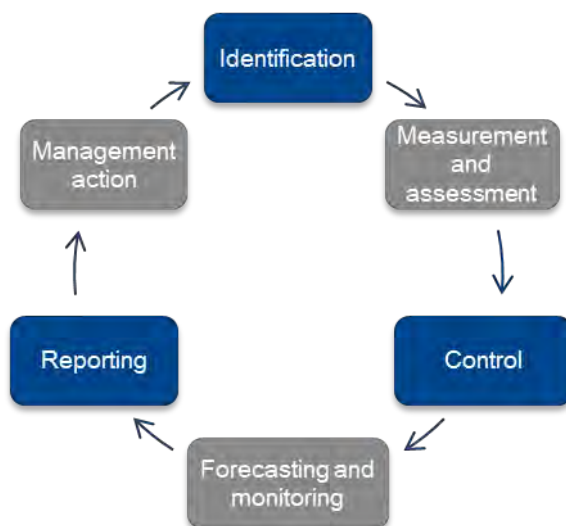 Identification
Measurement
and
assessment
Control
Forecasting and
monitoring
Reporting
Management
action